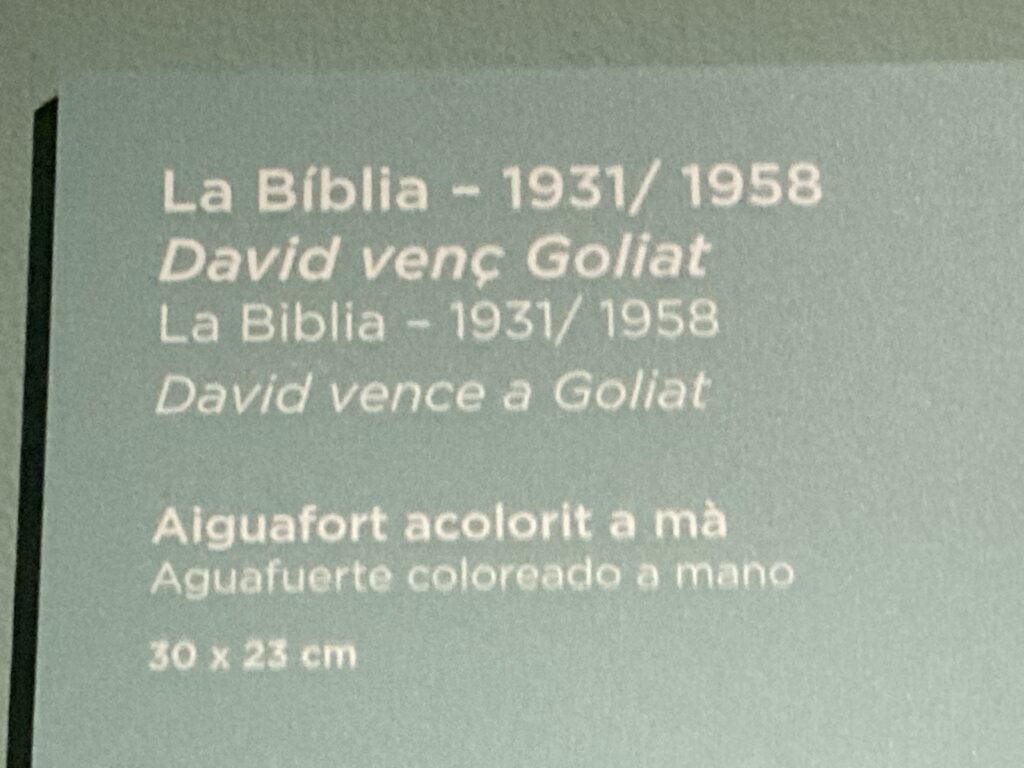 La Bíblia – 1931/ 1958
David venç Goliat
La Biblia – 1931/ 1958
David vence a Goliat
Aiguafort acolorit a mà
Aguafuerte coloreado a mano
30 x 23 cm